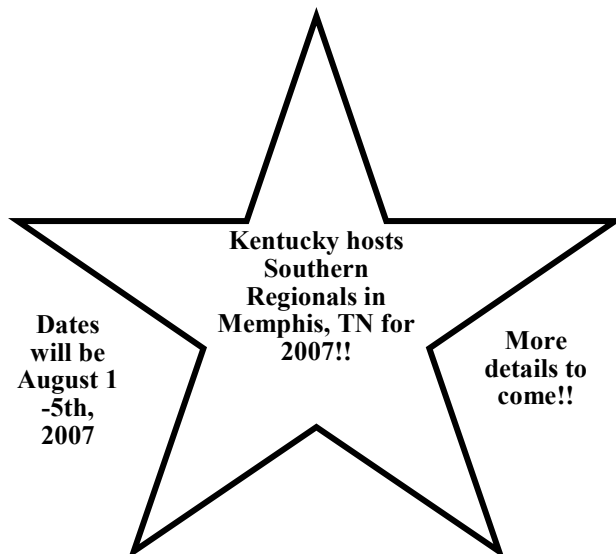 Kentucky hosts
Southern
Regionals in
Memphis, TN for
2007!!
Dates
will be
August 1
-5th,
2007
More
details to
come!!